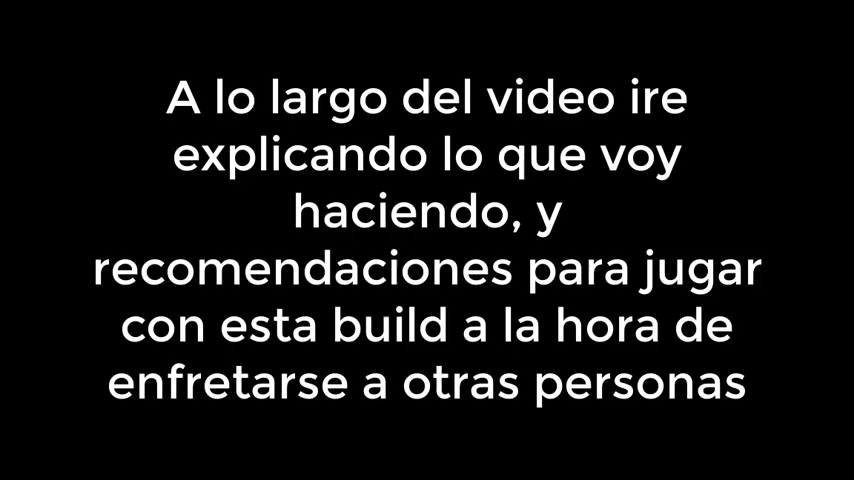 A lo largo del video ire
explicando lo que voy
haciendo, y
recomendaciones para jugar
con esta build a la hora de
enfretarse a otras personas